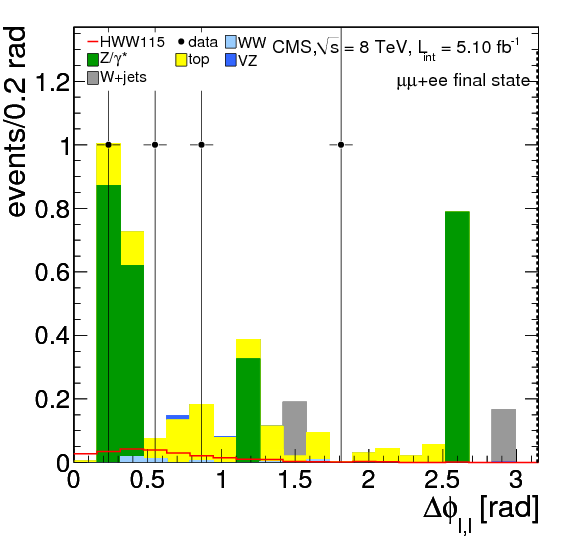 HWW115 data WW CMS,√s = 8 TeV, L_int = 5.10 fb⁻¹
Z/γ* top VZ
W+jets μμ+ee final state
events/0.2 rad
1.2
1
0.8
0.6
0.4
0.2
0
0 0.5 1 1.5 2 2.5 3
Δϕ_l,l [rad]